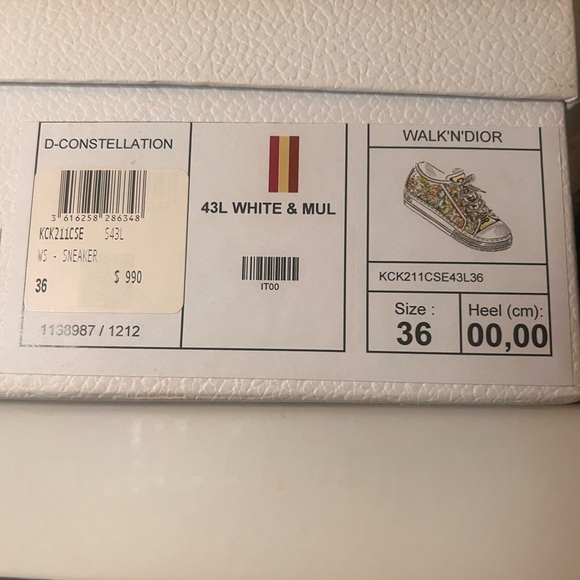 D-CONSTELLATION
3 616258 286348
KCK211CSE S43L
WS - SNEAKER
$ 990
36
1138987 / 1212
43L WHITE & MUL
IT00
WALK'N'DIOR
KCK211CSE43L36
Size :
36
Heel (cm):
00,00